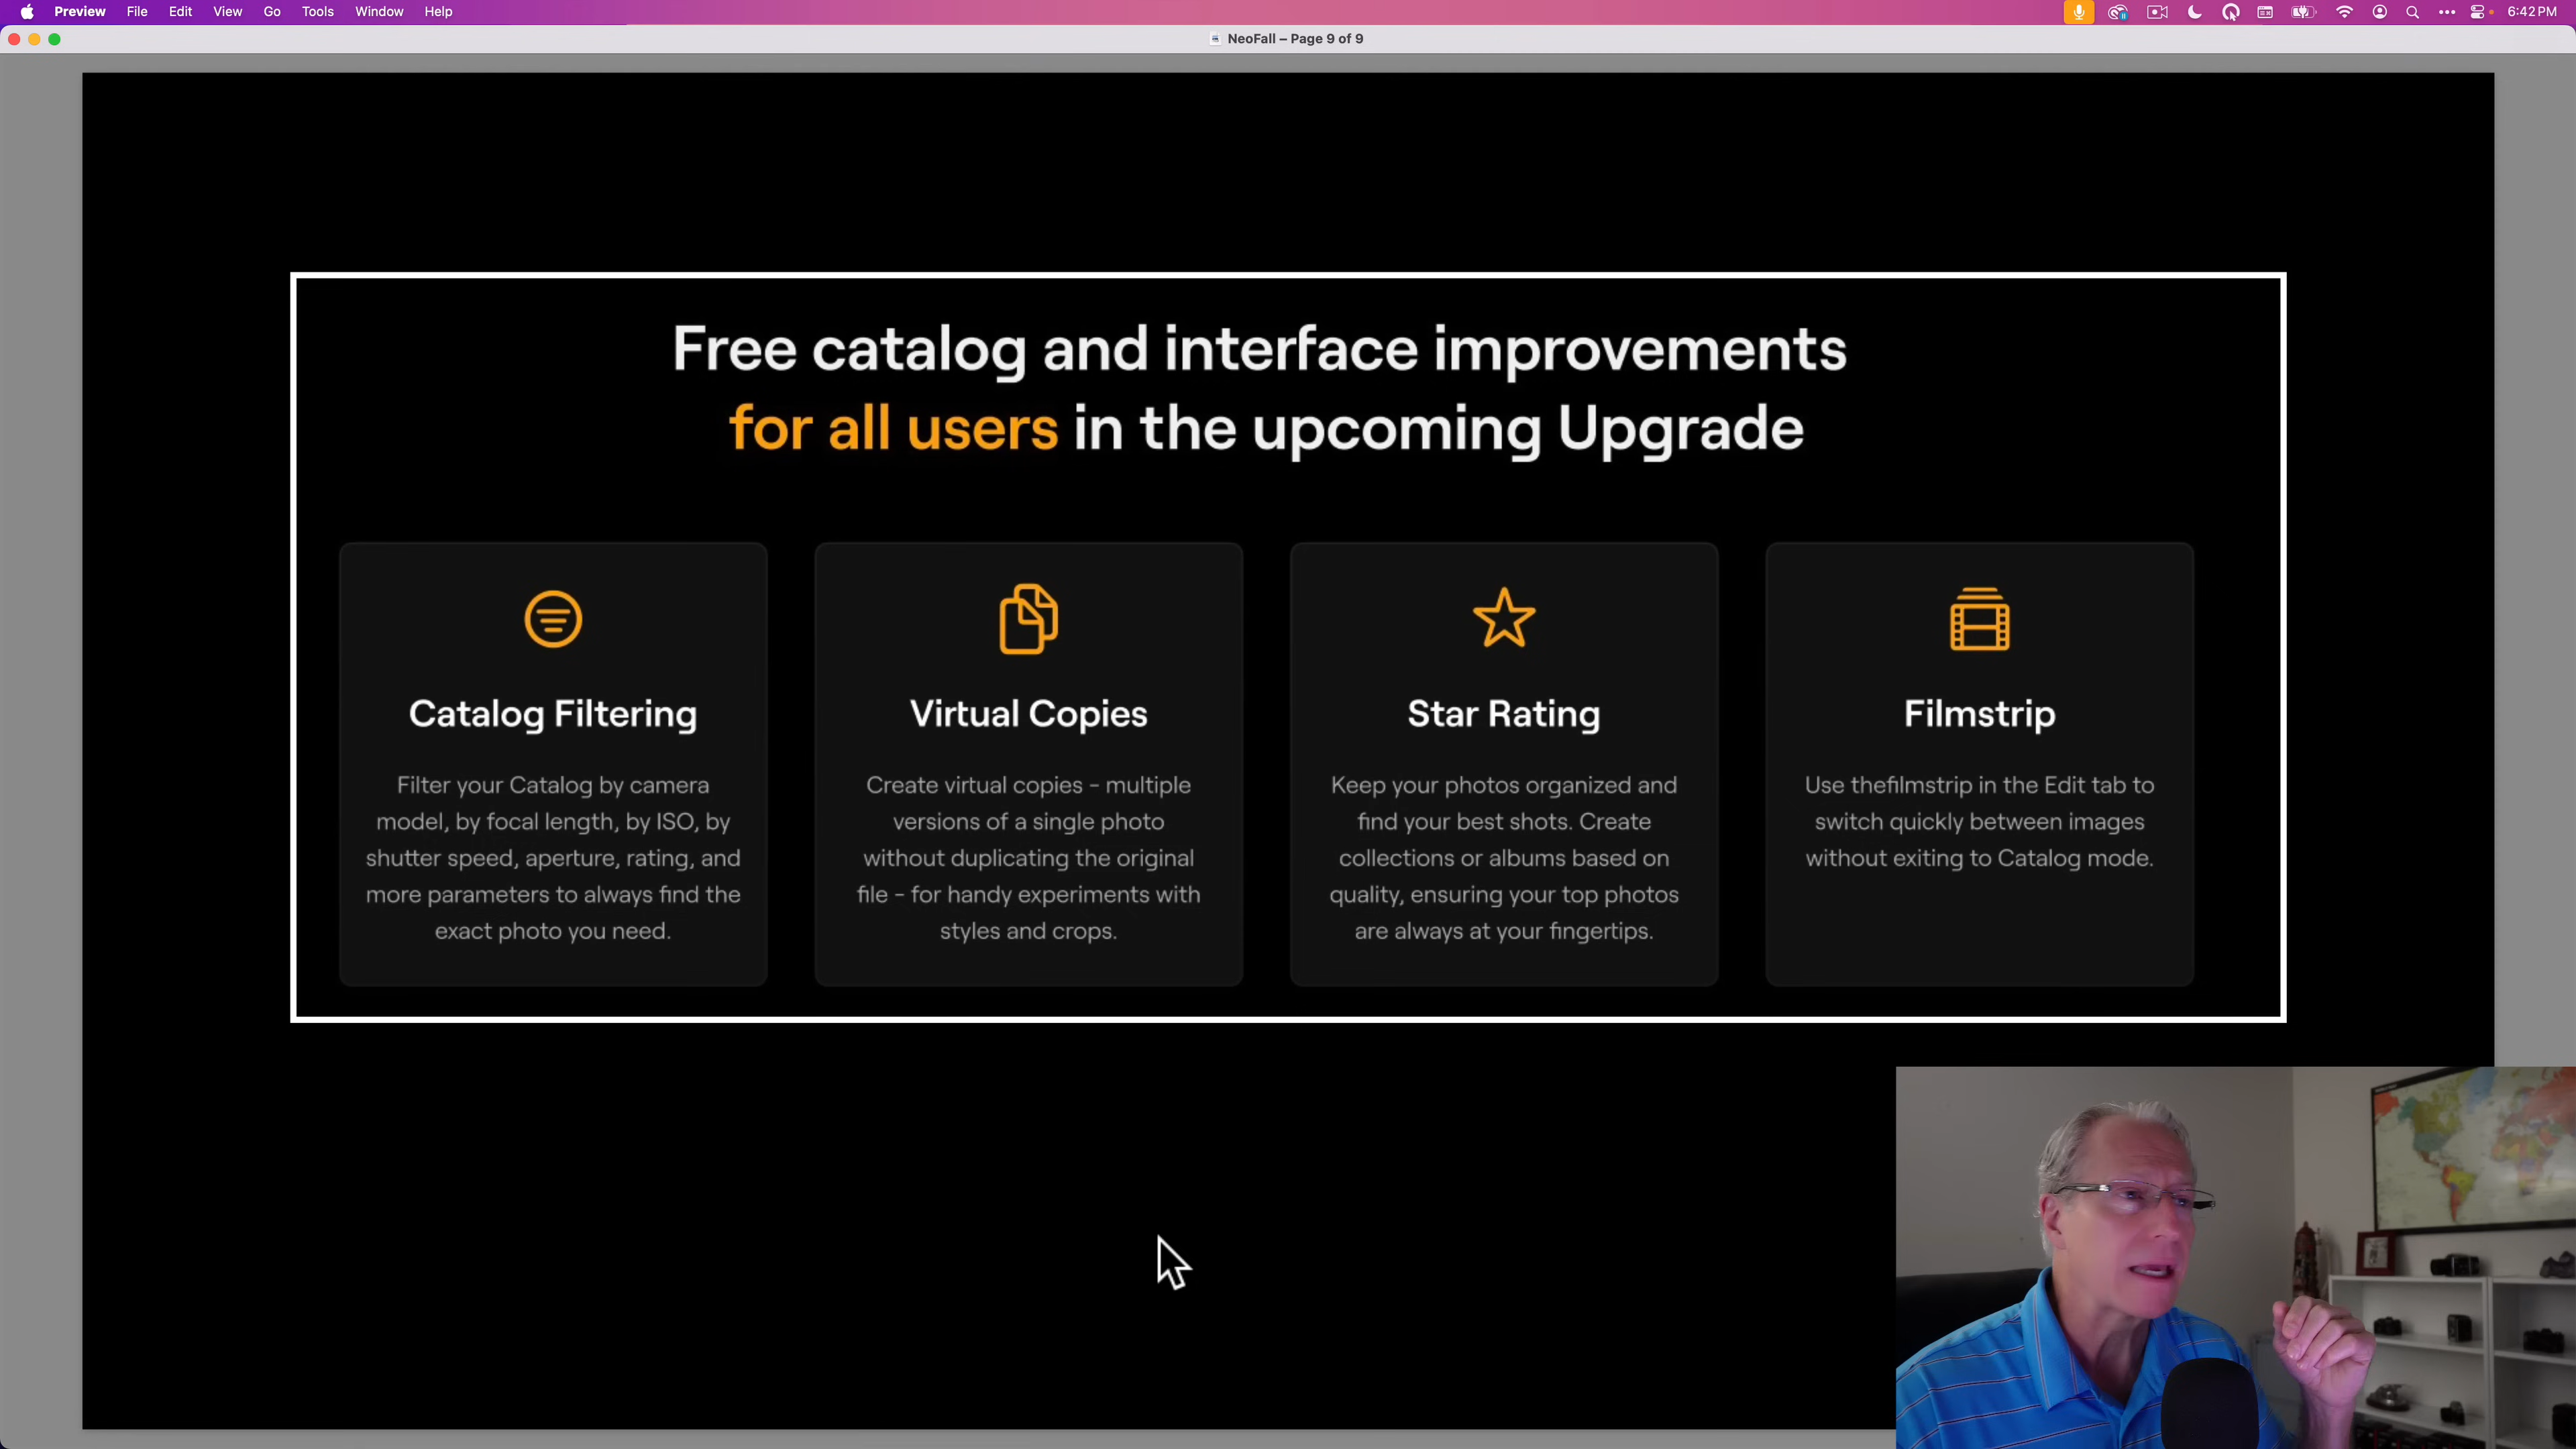 Preview File Edit View Go Tools Window Help
6:42 PM
NeoFall – Page 9 of 9
Free catalog and interface improvements
for all users in the upcoming Upgrade
Catalog Filtering
Filter your Catalog by camera
model, by focal length, by ISO, by
shutter speed, aperture, rating, and
more parameters to always find the
exact photo you need.
Virtual Copies
Create virtual copies - multiple
versions of a single photo
without duplicating the original
file - for handy experiments with
styles and crops.
Star Rating
Keep your photos organized and
find your best shots. Create
collections or albums based on
quality, ensuring your top photos
are always at your fingertips.
Filmstrip
Use thefilmstrip in the Edit tab to
switch quickly between images
without exiting to Catalog mode.